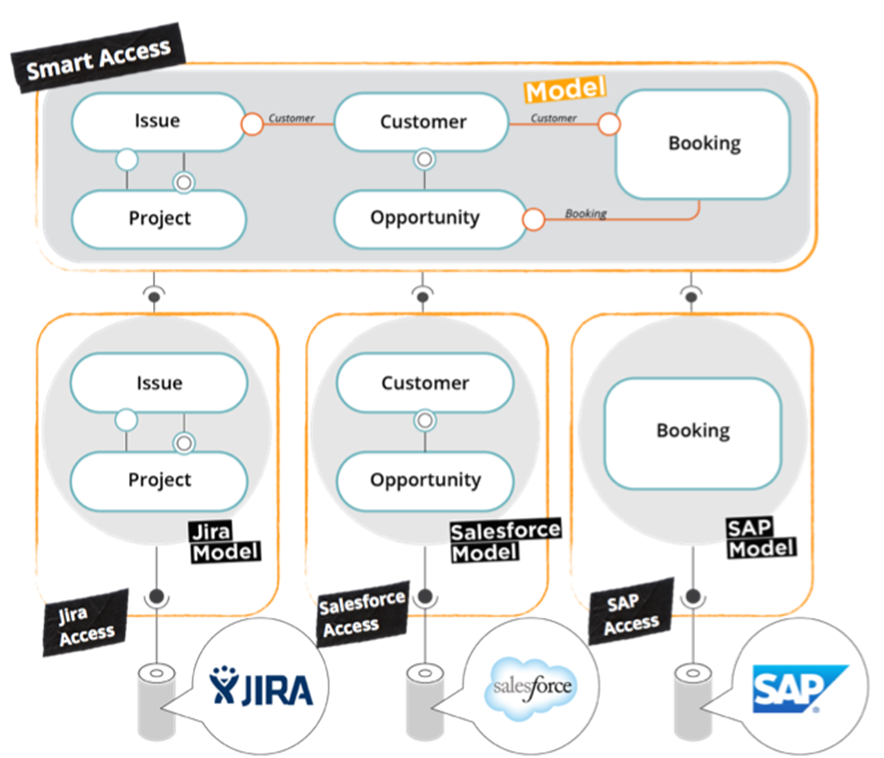 Smart Access
Model
Issue
Customer
Customer
Customer
Booking
Project
Opportunity
Booking
Issue
Customer
Booking
Project
Opportunity
Jira
Model
Salesforce
Model
SAP
Model
Jira
Access
Salesforce
Access
SAP
Access
JIRA
salesforce
SAP